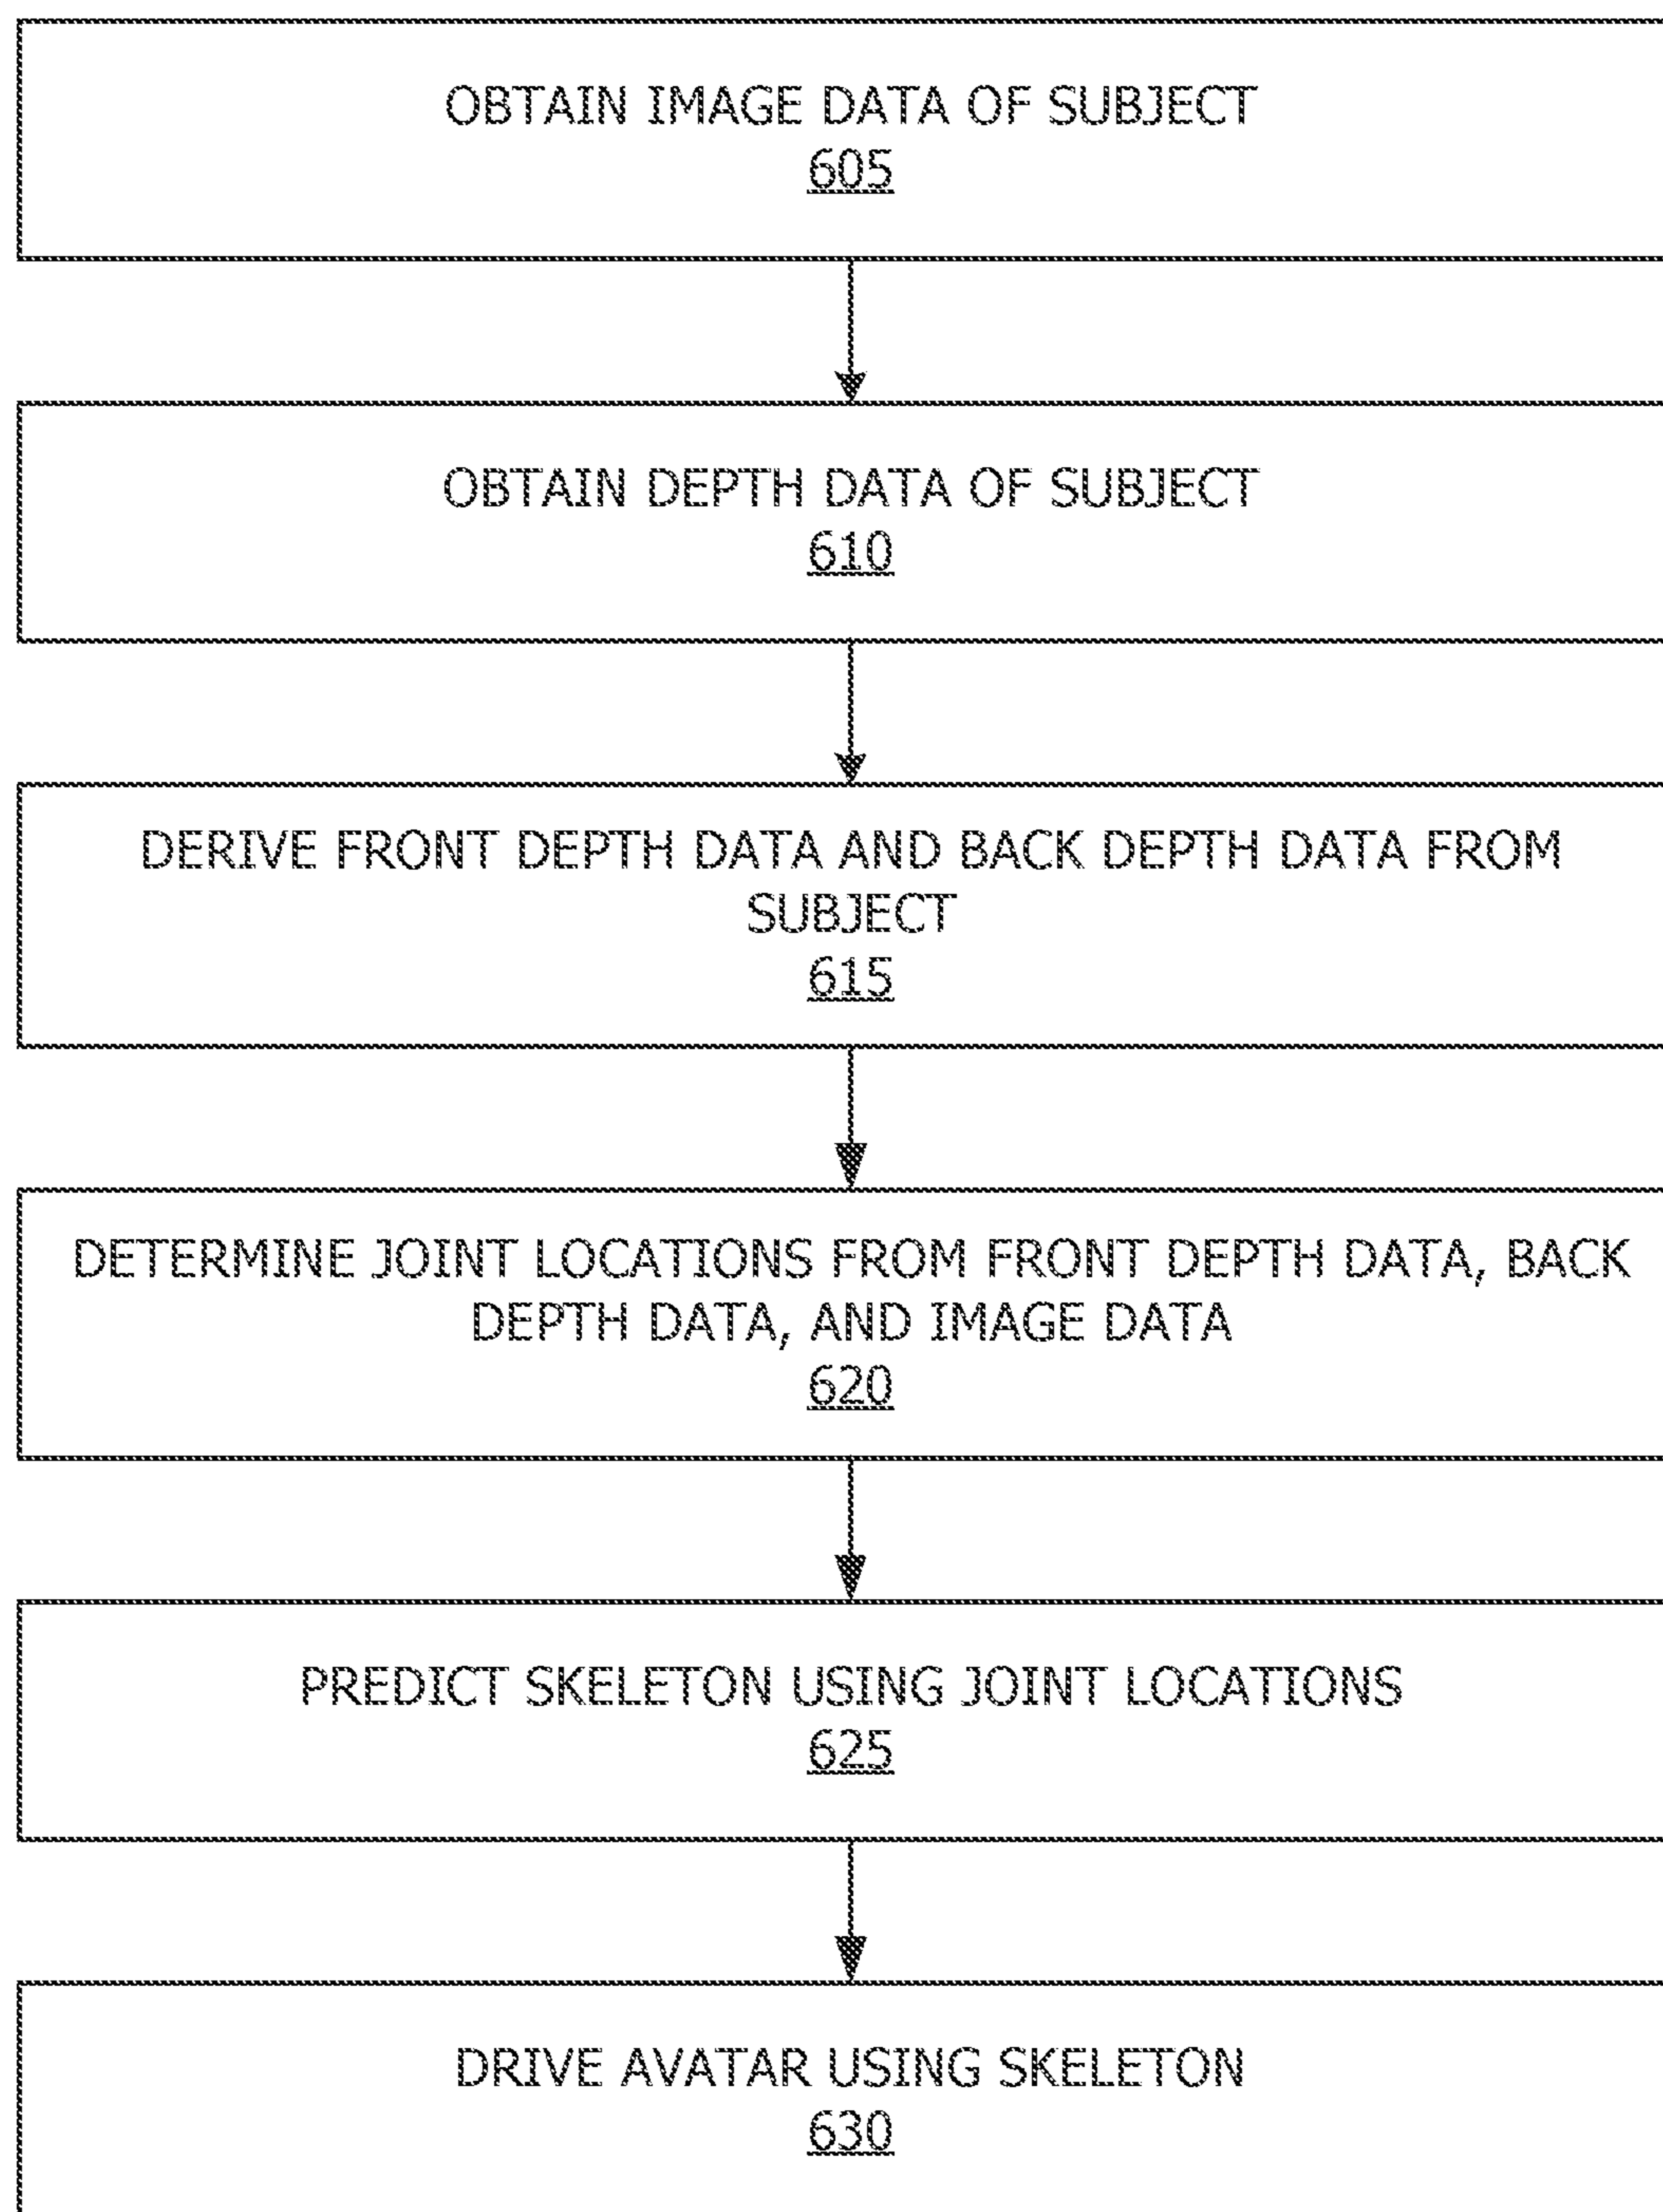 OBTAIN IMAGE DATA OF SUBJECT
605
OBTAIN DEPTH DATA OF SUBJECT
610
DERIVE FRONT DEPTH DATA AND BACK DEPTH DATA FROM
SUBJECT
615
DETERMINE JOINT LOCATIONS FROM FRONT DEPTH DATA, BACK
DEPTH DATA, AND IMAGE DATA
620
PREDICT SKELETON USING JOINT LOCATIONS
625
DRIVE AVATAR USING SKELETON
630